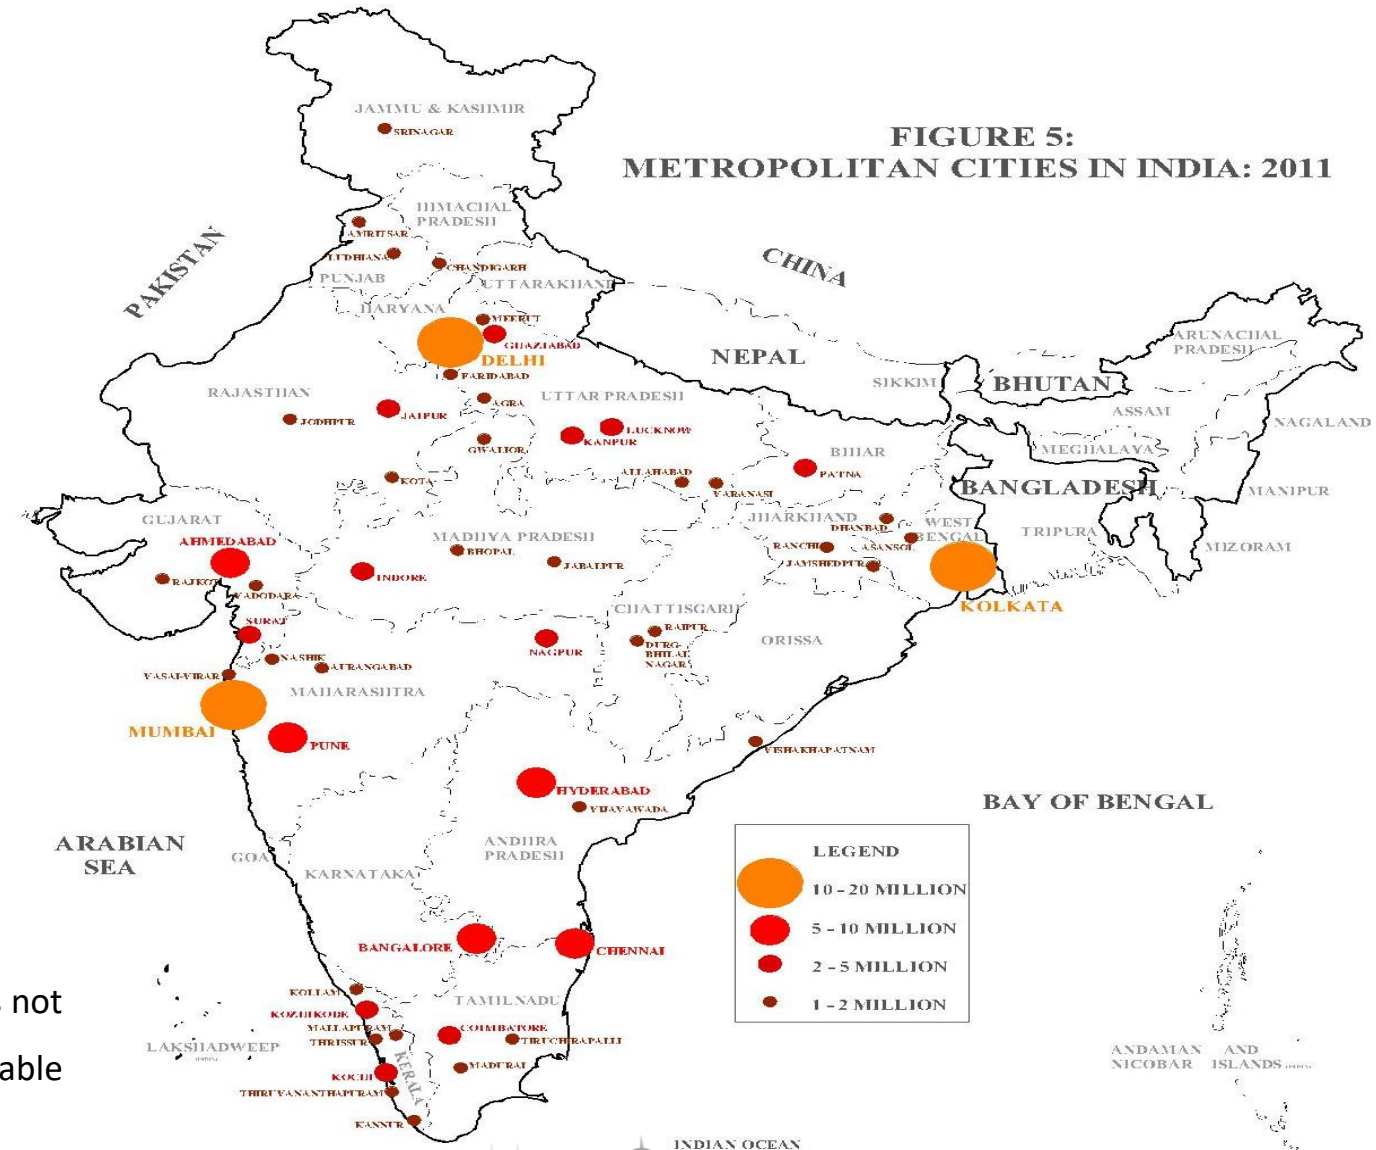 FIGURE 5:
METROPOLITAN CITIES IN INDIA: 2011
JAMMU & KASHMIR
SRINAGAR
HIMACHAL
PRADESH
AMRITSAR
LUDHIANA
CHANDIGARH
PUNJAB
UTTARAKHAND
HARYANA
PAKISTAN
CHINA
MEERUT
GHAZIABAD
DELHI
FARIDABAD
NEPAL
SIKKIM
BHUTAN
ARUNACHAL
PRADESH
RAJASTHAN
JAIPUR
JODHPUR
AGRA
UTTAR PRADESH
LUCKNOW
KANPUR
GWALIOR
KOTA
ALLAHABAD
VARANASI
BIHAR
PATNA
ASSAM
NAGALAND
MEGHALAYA
BANGLADESH
MANIPUR
GUJARAT
AHMEDABAD
RAJKOT
VADODARA
SURAT
MADHYA PRADESH
BHOPAL
JABALPUR
INDORE
JHARKHAND
DHANBAD
RANCHI
ASANSOL
JAMSHEDPUR
WEST
BENGAL
TRIPURA
MIZORAM
KOLKATA
CHATTISGARH
RAIPUR
DURG-
BHILAI
NAGAR
ORISSA
NAGPUR
NASHIK
AURANGABAD
VASAI-VIRAR
MAHARASHTRA
MUMBAI
PUNE
VISHAKHAPATNAM
HYDERABAD
VIJAYAWADA
BAY OF BENGAL
ARABIAN
SEA
GOA
KARNATAKA
ANDHRA
PRADESH
LEGEND
10 - 20 MILLION
5 - 10 MILLION
2 - 5 MILLION
1 - 2 MILLION
BANGALORE
CHENNAI
KOLLAM
KOZHIKODE
MALLAPURAM
THRISSUR
TAMILNADU
COIMBATORE
TIRUCHIRAPALLI
MADURAI
KOCHI
KERALA
THIRUVANANTHAPURAM
KANNUR
not
able
LAKSHADWEEP
ANDAMAN AND
NICOBAR ISLANDS
INDIAN OCEAN